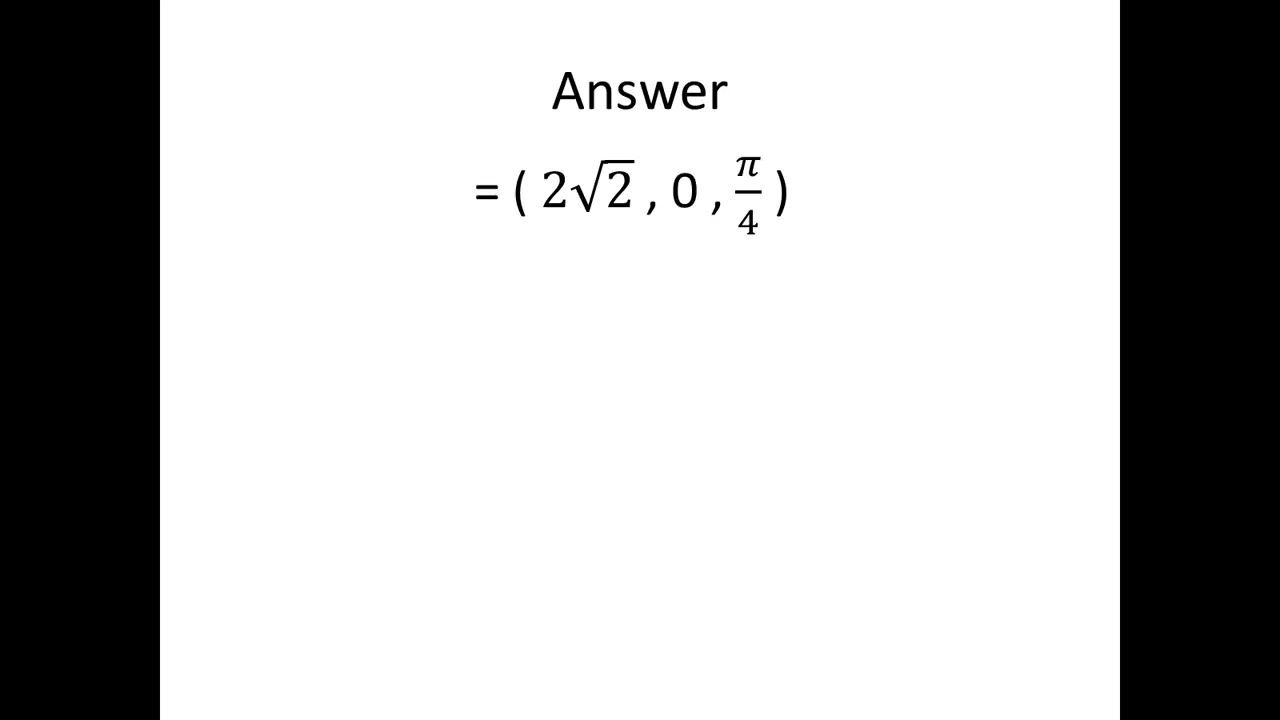 Answer
= ( 2√2 , 0 , π/4 )